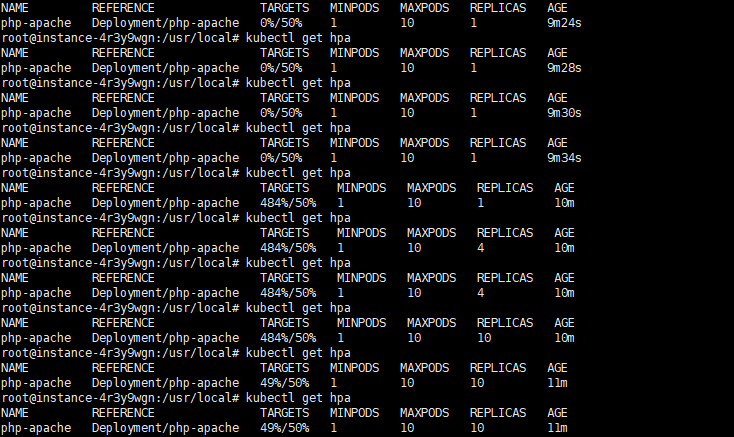 NAME REFERENCE TARGETS MINPODS MAXPODS REPLICAS AGE
php-apache Deployment/php-apache 0%/50% 1 10 1 9m24s
root@instance-4r3y9wgn:/usr/local# kubectl get hpa
NAME REFERENCE TARGETS MINPODS MAXPODS REPLICAS AGE
php-apache Deployment/php-apache 0%/50% 1 10 1 9m28s
root@instance-4r3y9wgn:/usr/local# kubectl get hpa
NAME REFERENCE TARGETS MINPODS MAXPODS REPLICAS AGE
php-apache Deployment/php-apache 0%/50% 1 10 1 9m30s
root@instance-4r3y9wgn:/usr/local# kubectl get hpa
NAME REFERENCE TARGETS MINPODS MAXPODS REPLICAS AGE
php-apache Deployment/php-apache 0%/50% 1 10 1 9m34s
root@instance-4r3y9wgn:/usr/local# kubectl get hpa
NAME REFERENCE TARGETS MINPODS MAXPODS REPLICAS AGE
php-apache Deployment/php-apache 484%/50% 1 10 1 10m
root@instance-4r3y9wgn:/usr/local# kubectl get hpa
NAME REFERENCE TARGETS MINPODS MAXPODS REPLICAS AGE
php-apache Deployment/php-apache 484%/50% 1 10 4 10m
root@instance-4r3y9wgn:/usr/local# kubectl get hpa
NAME REFERENCE TARGETS MINPODS MAXPODS REPLICAS AGE
php-apache Deployment/php-apache 484%/50% 1 10 4 10m
root@instance-4r3y9wgn:/usr/local# kubectl get hpa
NAME REFERENCE TARGETS MINPODS MAXPODS REPLICAS AGE
php-apache Deployment/php-apache 484%/50% 1 10 10 10m
root@instance-4r3y9wgn:/usr/local# kubectl get hpa
NAME REFERENCE TARGETS MINPODS MAXPODS REPLICAS AGE
php-apache Deployment/php-apache 49%/50% 1 10 10 11m
root@instance-4r3y9wgn:/usr/local# kubectl get hpa
NAME REFERENCE TARGETS MINPODS MAXPODS REPLICAS AGE
php-apache Deployment/php-apache 49%/50% 1 10 10 11m